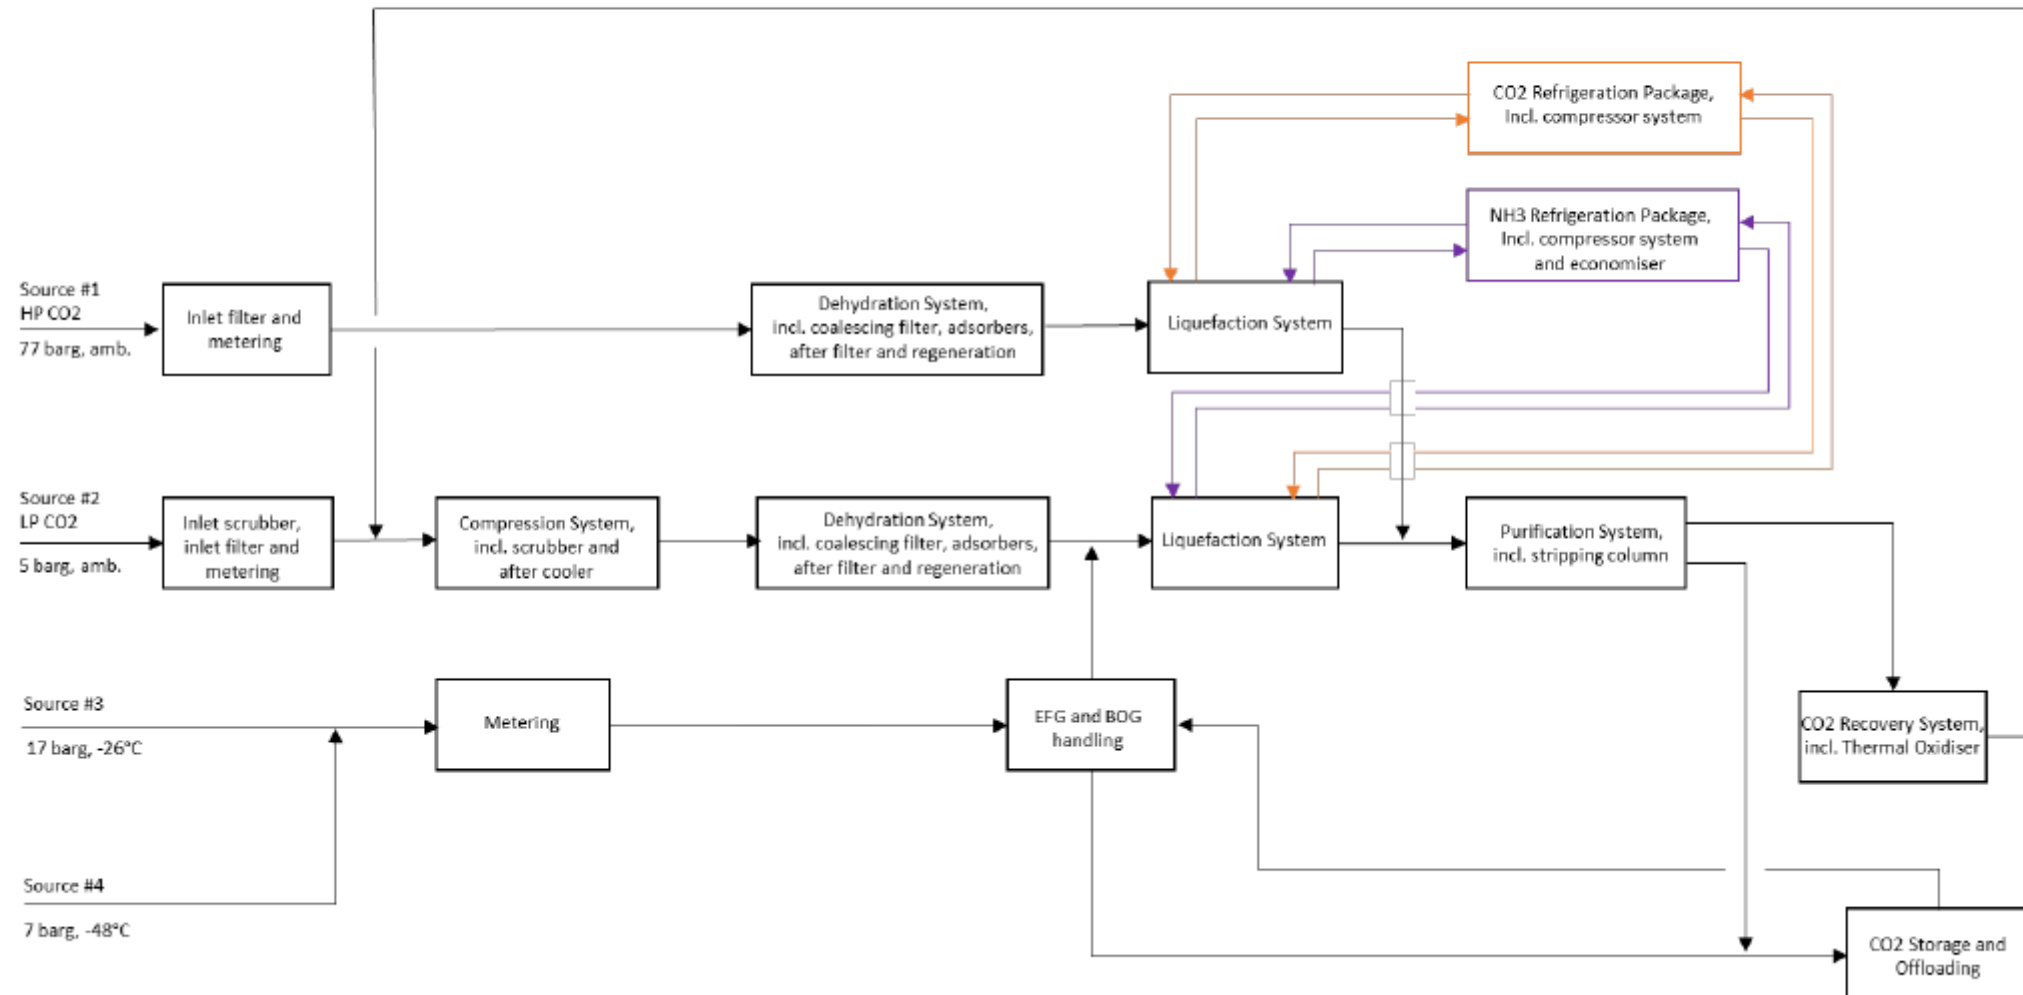 CO2 Refrigeration Package,
Incl. compressor system
NH3 Refrigeration Package,
Incl. compressor system
and economiser
Source #1
HP CO2
77 barg, amb.
Inlet filter and
metering
Dehydration System,
incl. coalescing filter, adsorbers,
after filter and regeneration
Liquefaction System
Source #2
LP CO2
5 barg, amb.
Inlet scrubber,
inlet filter and
metering
Compression System,
incl. scrubber and
after cooler
Dehydration System,
incl. coalescing filter, adsorbers,
after filter and regeneration
Liquefaction System
Purification System,
incl. stripping column
Source #3
17 barg, -26°C
Metering
EFG and BOG
handling
CO2 Recovery System,
incl. Thermal Oxidiser
Source #4
7 barg, -48°C
CO2 Storage and
Offloading